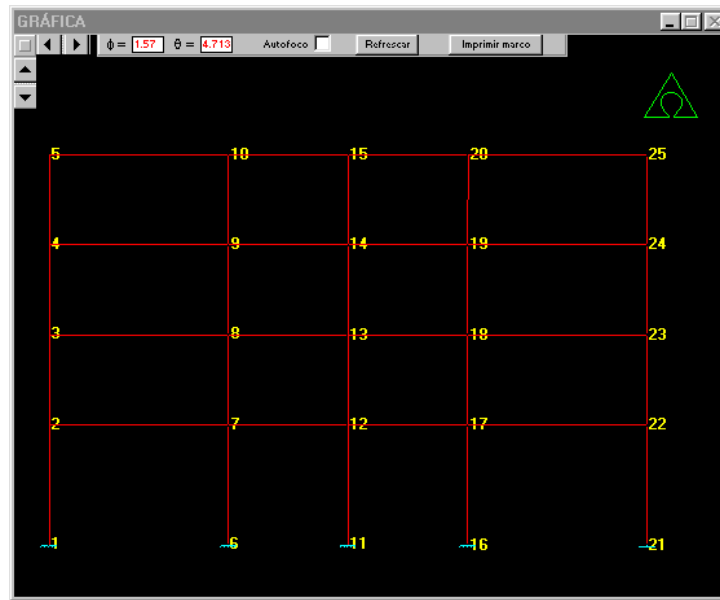 GRÁFICA
ϕ = 1.57 θ = 4.713 Autofoco Refrescar Imprimir marco
5 10 15 20 25
4 9 14 19 24
3 8 13 18 23
2 7 12 17 22
1 6 11 16 21